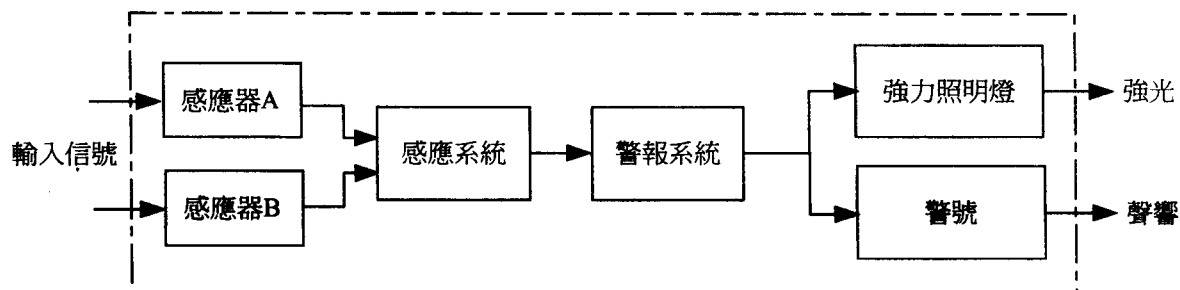 感應器A
強力照明燈
強光
輸入信號
感應系統
警報系統
感應器B
警號
聲響